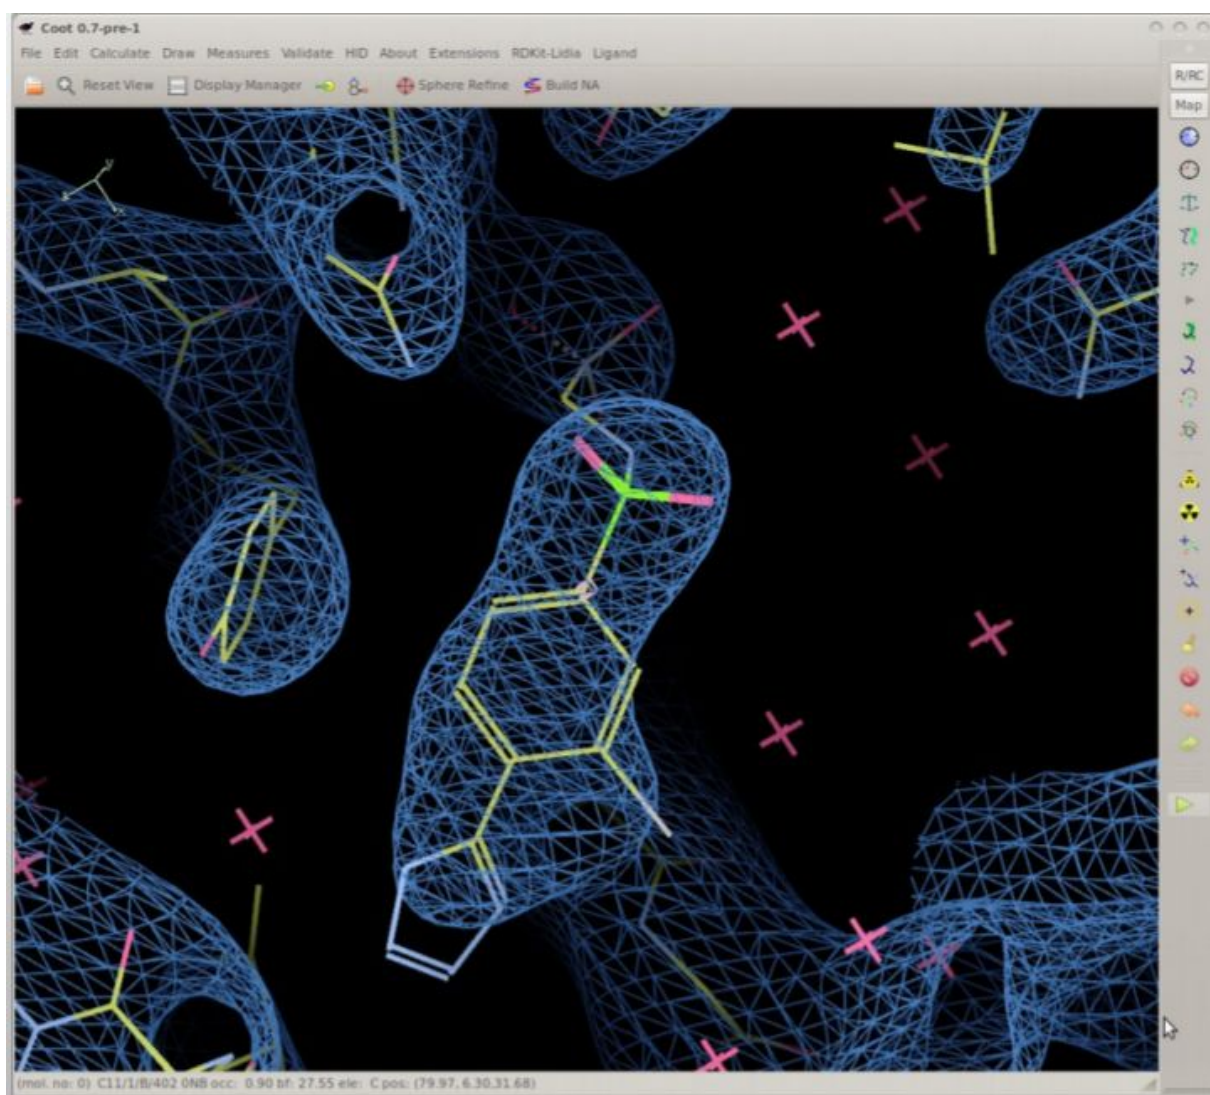 Coot 0.7-pre-1
File Edit Calculate Draw Measures Validate HID About Extensions RDKit-Lidia Ligand
Reset View Display Manager Sphere Refine Build NA
R/RC
Map
(mol. no: 0) C11/1/B/402 0NB occ: 0.90 bf: 27.55 ele: C pos: (79.97, 6.30,31.68)